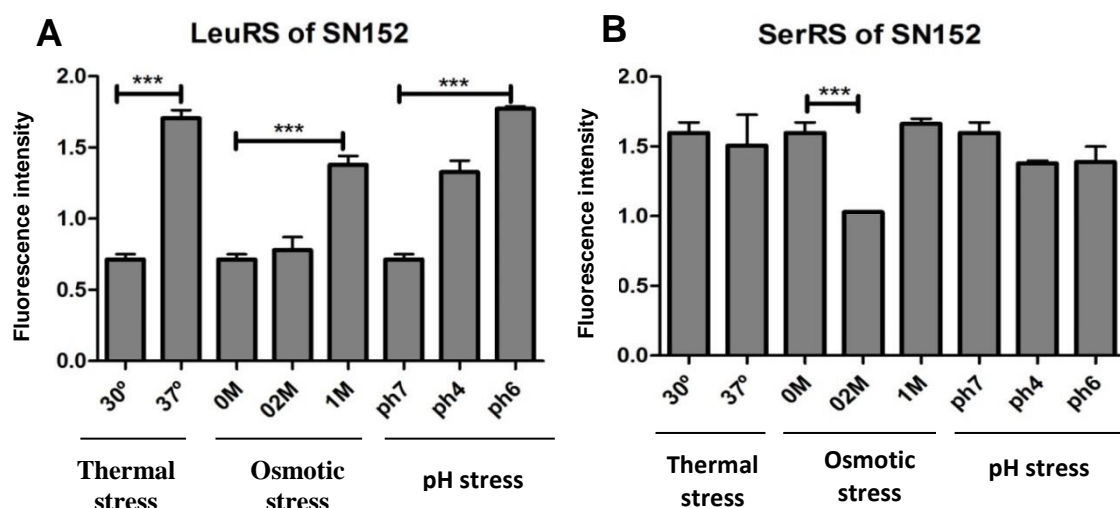 A
LeuRS of SN152
Fluorescence intensity
2.0
1.5
1.0
0.5
0.0
***
***
***
30º
37º
0M
02M
1M
ph7
ph4
ph6
Thermal
stress
Osmotic
stress
pH stress
B
SerRS of SN152
Fluorescence intensity
2.0
1.5
1.0
0.5
0.0
***
30º
37º
0M
02M
1M
ph7
ph4
ph6
Thermal
stress
Osmotic
stress
pH stress